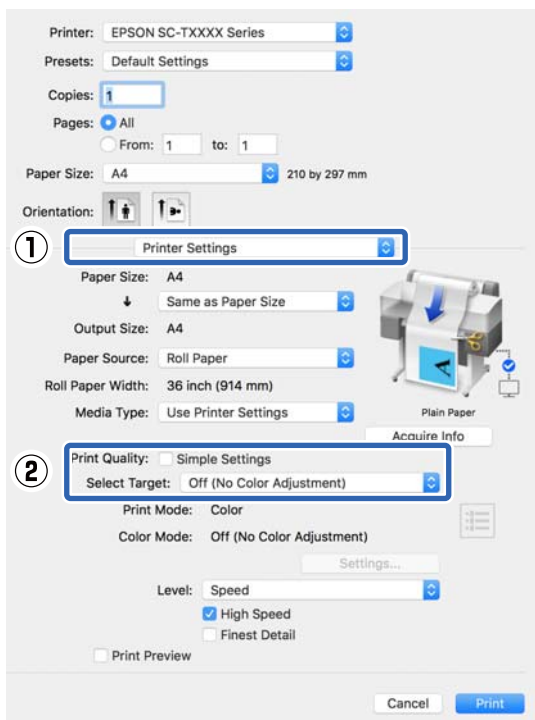 Printer: EPSON SC-TXXXX Series
Presets: Default Settings
Copies: 1
Pages: All
From: 1 to: 1
Paper Size: A4 210 by 297 mm
Orientation:
1 Printer Settings
Paper Size: A4
Same as Paper Size
Output Size: A4
Paper Source: Roll Paper
Roll Paper Width: 36 inch (914 mm)
Media Type: Use Printer Settings
Plain Paper
Acquire Info
2 Print Quality: Simple Settings
Select Target: Off (No Color Adjustment)
Print Mode: Color
Color Mode: Off (No Color Adjustment)
Settings...
Level: Speed
High Speed
Finest Detail
Print Preview
Cancel Print